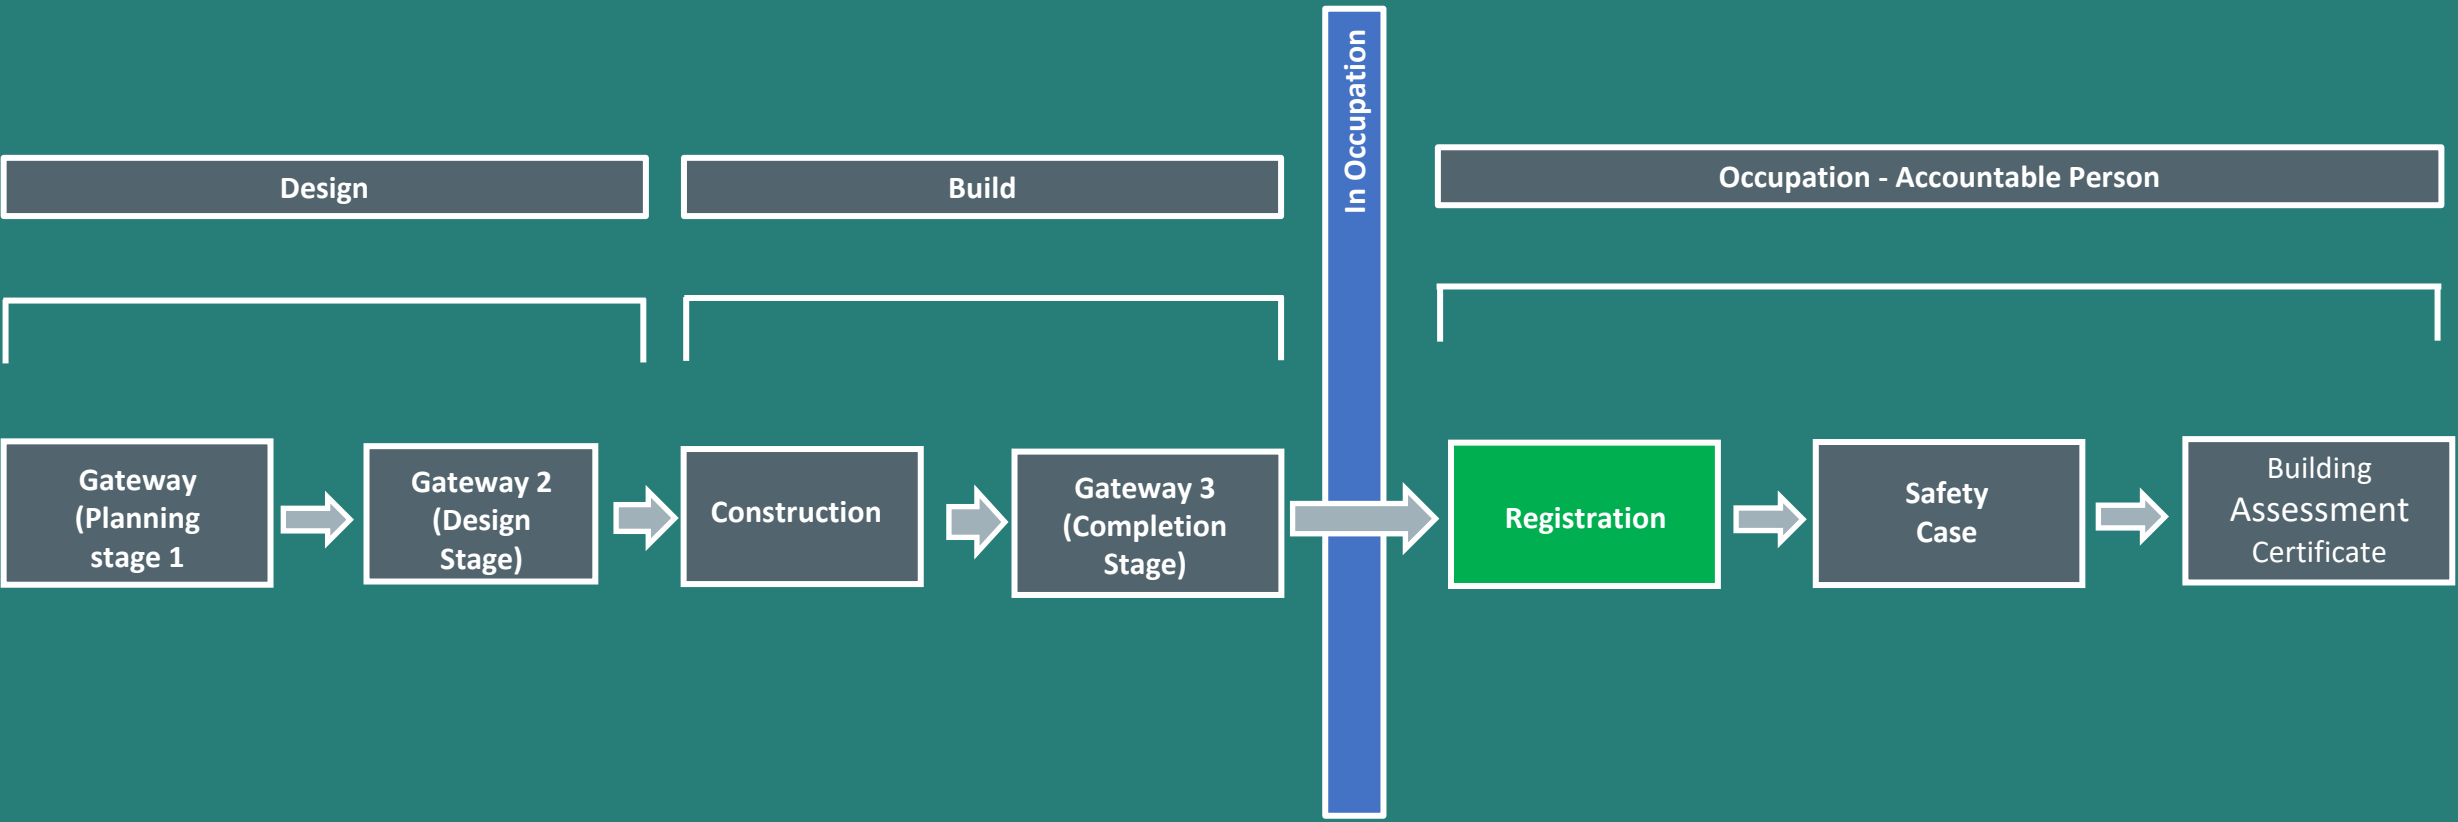 In Occupation
Design
Build
Occupation - Accountable Person
Gateway
(Planning
stage 1
Gateway 2
(Design
Stage)
Construction
Gateway 3
(Completion
Stage)
Registration
Safety
Case
Building
Assessment
Certificate